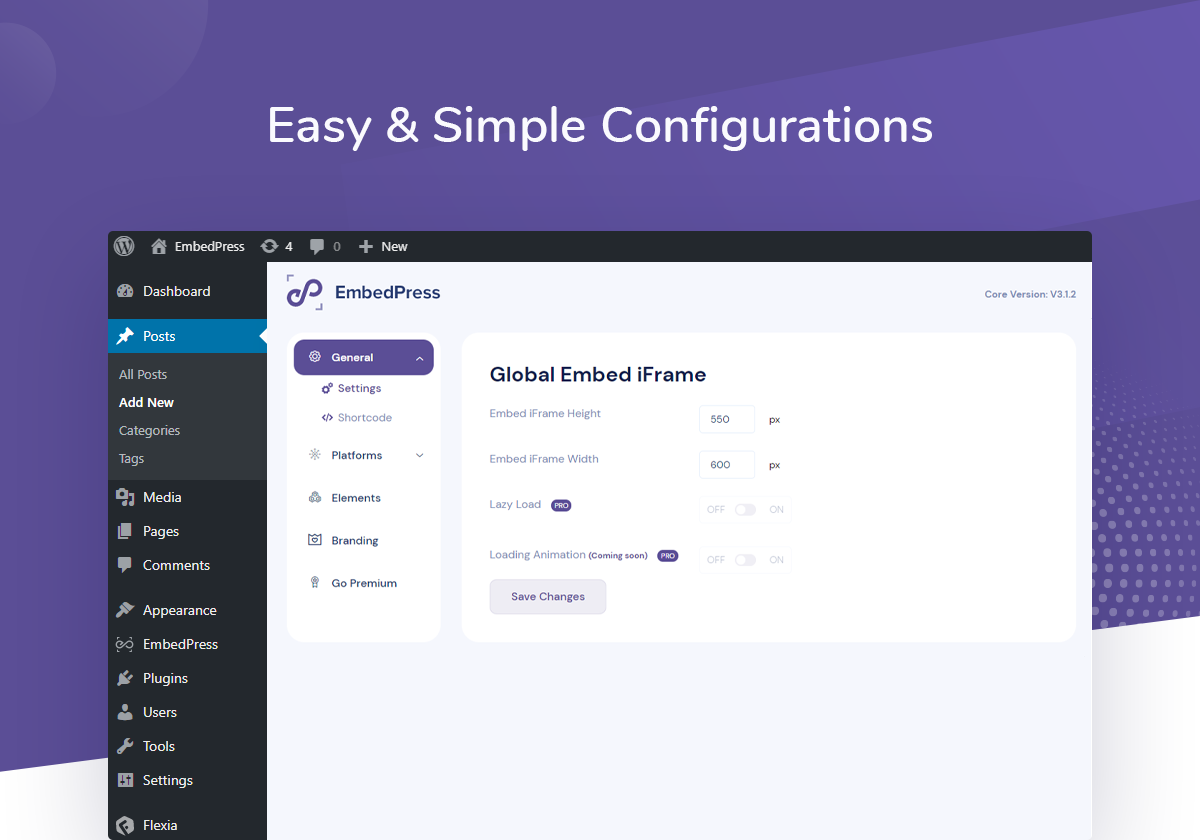 Easy & Simple Configurations
EmbedPress 4 0 New
Dashboard
Posts
All Posts
Add New
Categories
Tags
Media
Pages
Comments
Appearance
EmbedPress
Plugins
Users
Tools
Settings
Flexia
EmbedPress
Core Version: V3.1.2
General
Settings
Shortcode
Platforms
Elements
Branding
Go Premium
Global Embed iFrame
Embed iFrame Height 550 px
Embed iFrame Width 600 px
Lazy Load PRO OFF ON
Loading Animation (Coming soon) PRO OFF ON
Save Changes